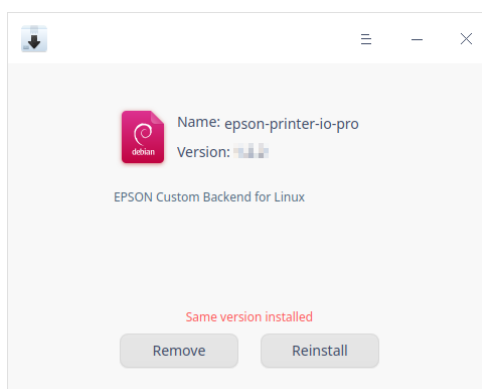 Name: epson-printer-io-pro
debian
Version:
EPSON Custom Backend for Linux
Same version installed
Remove
Reinstall